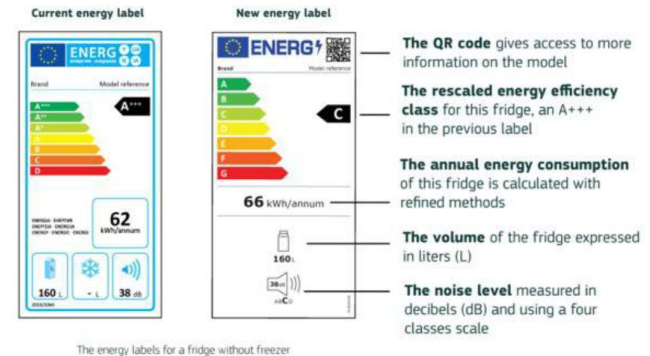 Current energy label
New energy label
ENERG
Brand
Model reference
A+++
A++
A+
A
B
C
D
A+++
62
kWh/annum
160 L
- L
38 dB
ENERG
Brand
Model reference
A
B
C
D
E
F
G
C
66 kWh/annum
160 L
38dB
ABCD
The QR code gives access to more
information on the model
The rescaled energy efficiency
class for this fridge, an A+++
in the previous label
The annual energy consumption
of this fridge is calculated with
refined methods
The volume of the fridge expressed
in liters (L)
The noise level measured in
decibels (dB) and using a four
classes scale
The energy labels for a fridge without freezer